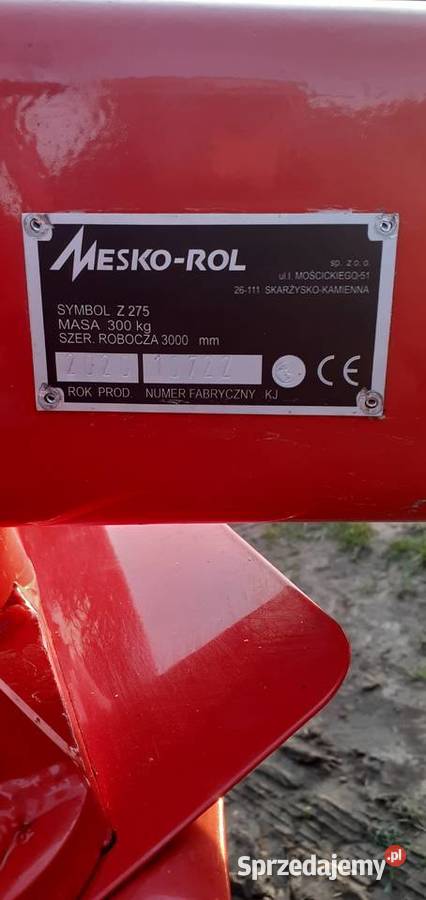 MESKO-ROL
sp. z o.o.
ul.I. MOŚCICKIEGO-51
26-111 SKARŻYSKO-KAMIENNA
SYMBOL Z 275
MASA 300 kg
SZER. ROBOCZA 3000 mm
2020 CE
ROK PROD. NUMER FABRYCZNY KJ
Sprzedajemy.pl